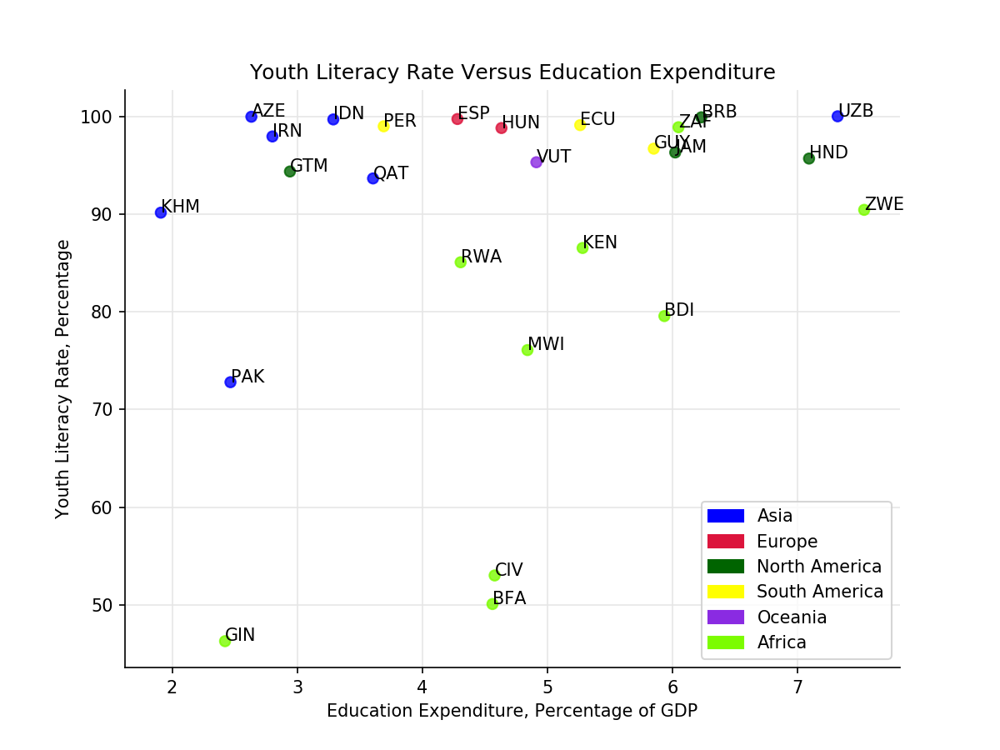 Youth Literacy Rate Versus Education Expenditure
Youth Literacy Rate, Percentage
100
90
80
70
60
50
AZE
IDN
ESP
BRB
UZB
IRN
PER
HUN
ECU
ZAF
GTM
QAT
VUT
GUY
JAM
HND
KHM
ZWE
RWA
KEN
BDI
MWI
PAK
CIV
BFA
GIN
Asia
Europe
North America
South America
Oceania
Africa
2 3 4 5 6 7
Education Expenditure, Percentage of GDP